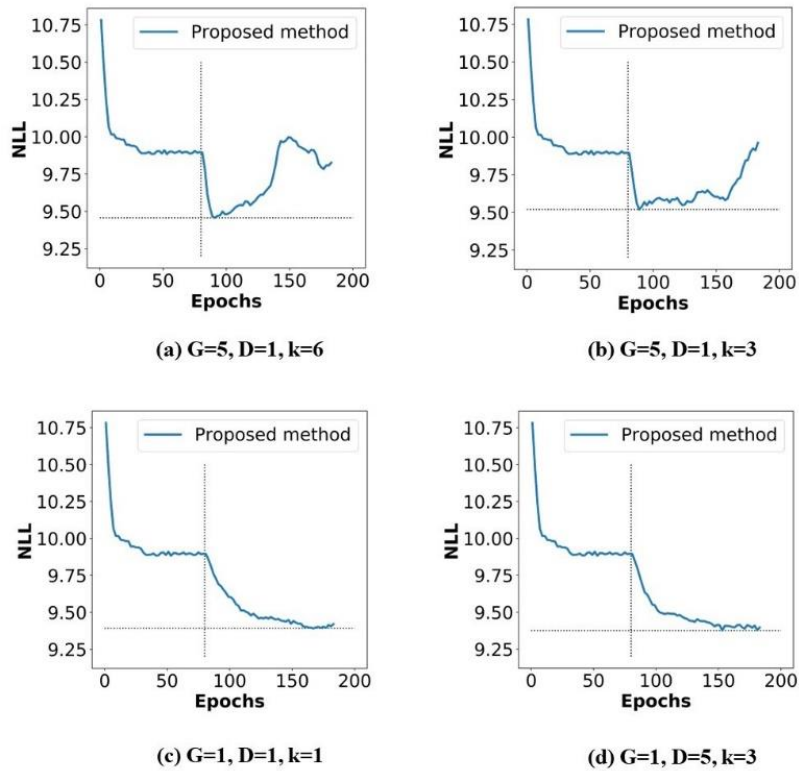 Proposed method
10.75
10.50
10.25
10.00
9.75
9.50
9.25
NLL
0 50 100 150 200
Epochs
(a) G=5, D=1, k=6
Proposed method
10.75
10.50
10.25
10.00
9.75
9.50
9.25
NLL
0 50 100 150 200
Epochs
(b) G=5, D=1, k=3
Proposed method
10.75
10.50
10.25
10.00
9.75
9.50
9.25
NLL
0 50 100 150 200
Epochs
(c) G=1, D=1, k=1
Proposed method
10.75
10.50
10.25
10.00
9.75
9.50
9.25
NLL
0 50 100 150 200
Epochs
(d) G=1, D=5, k=3